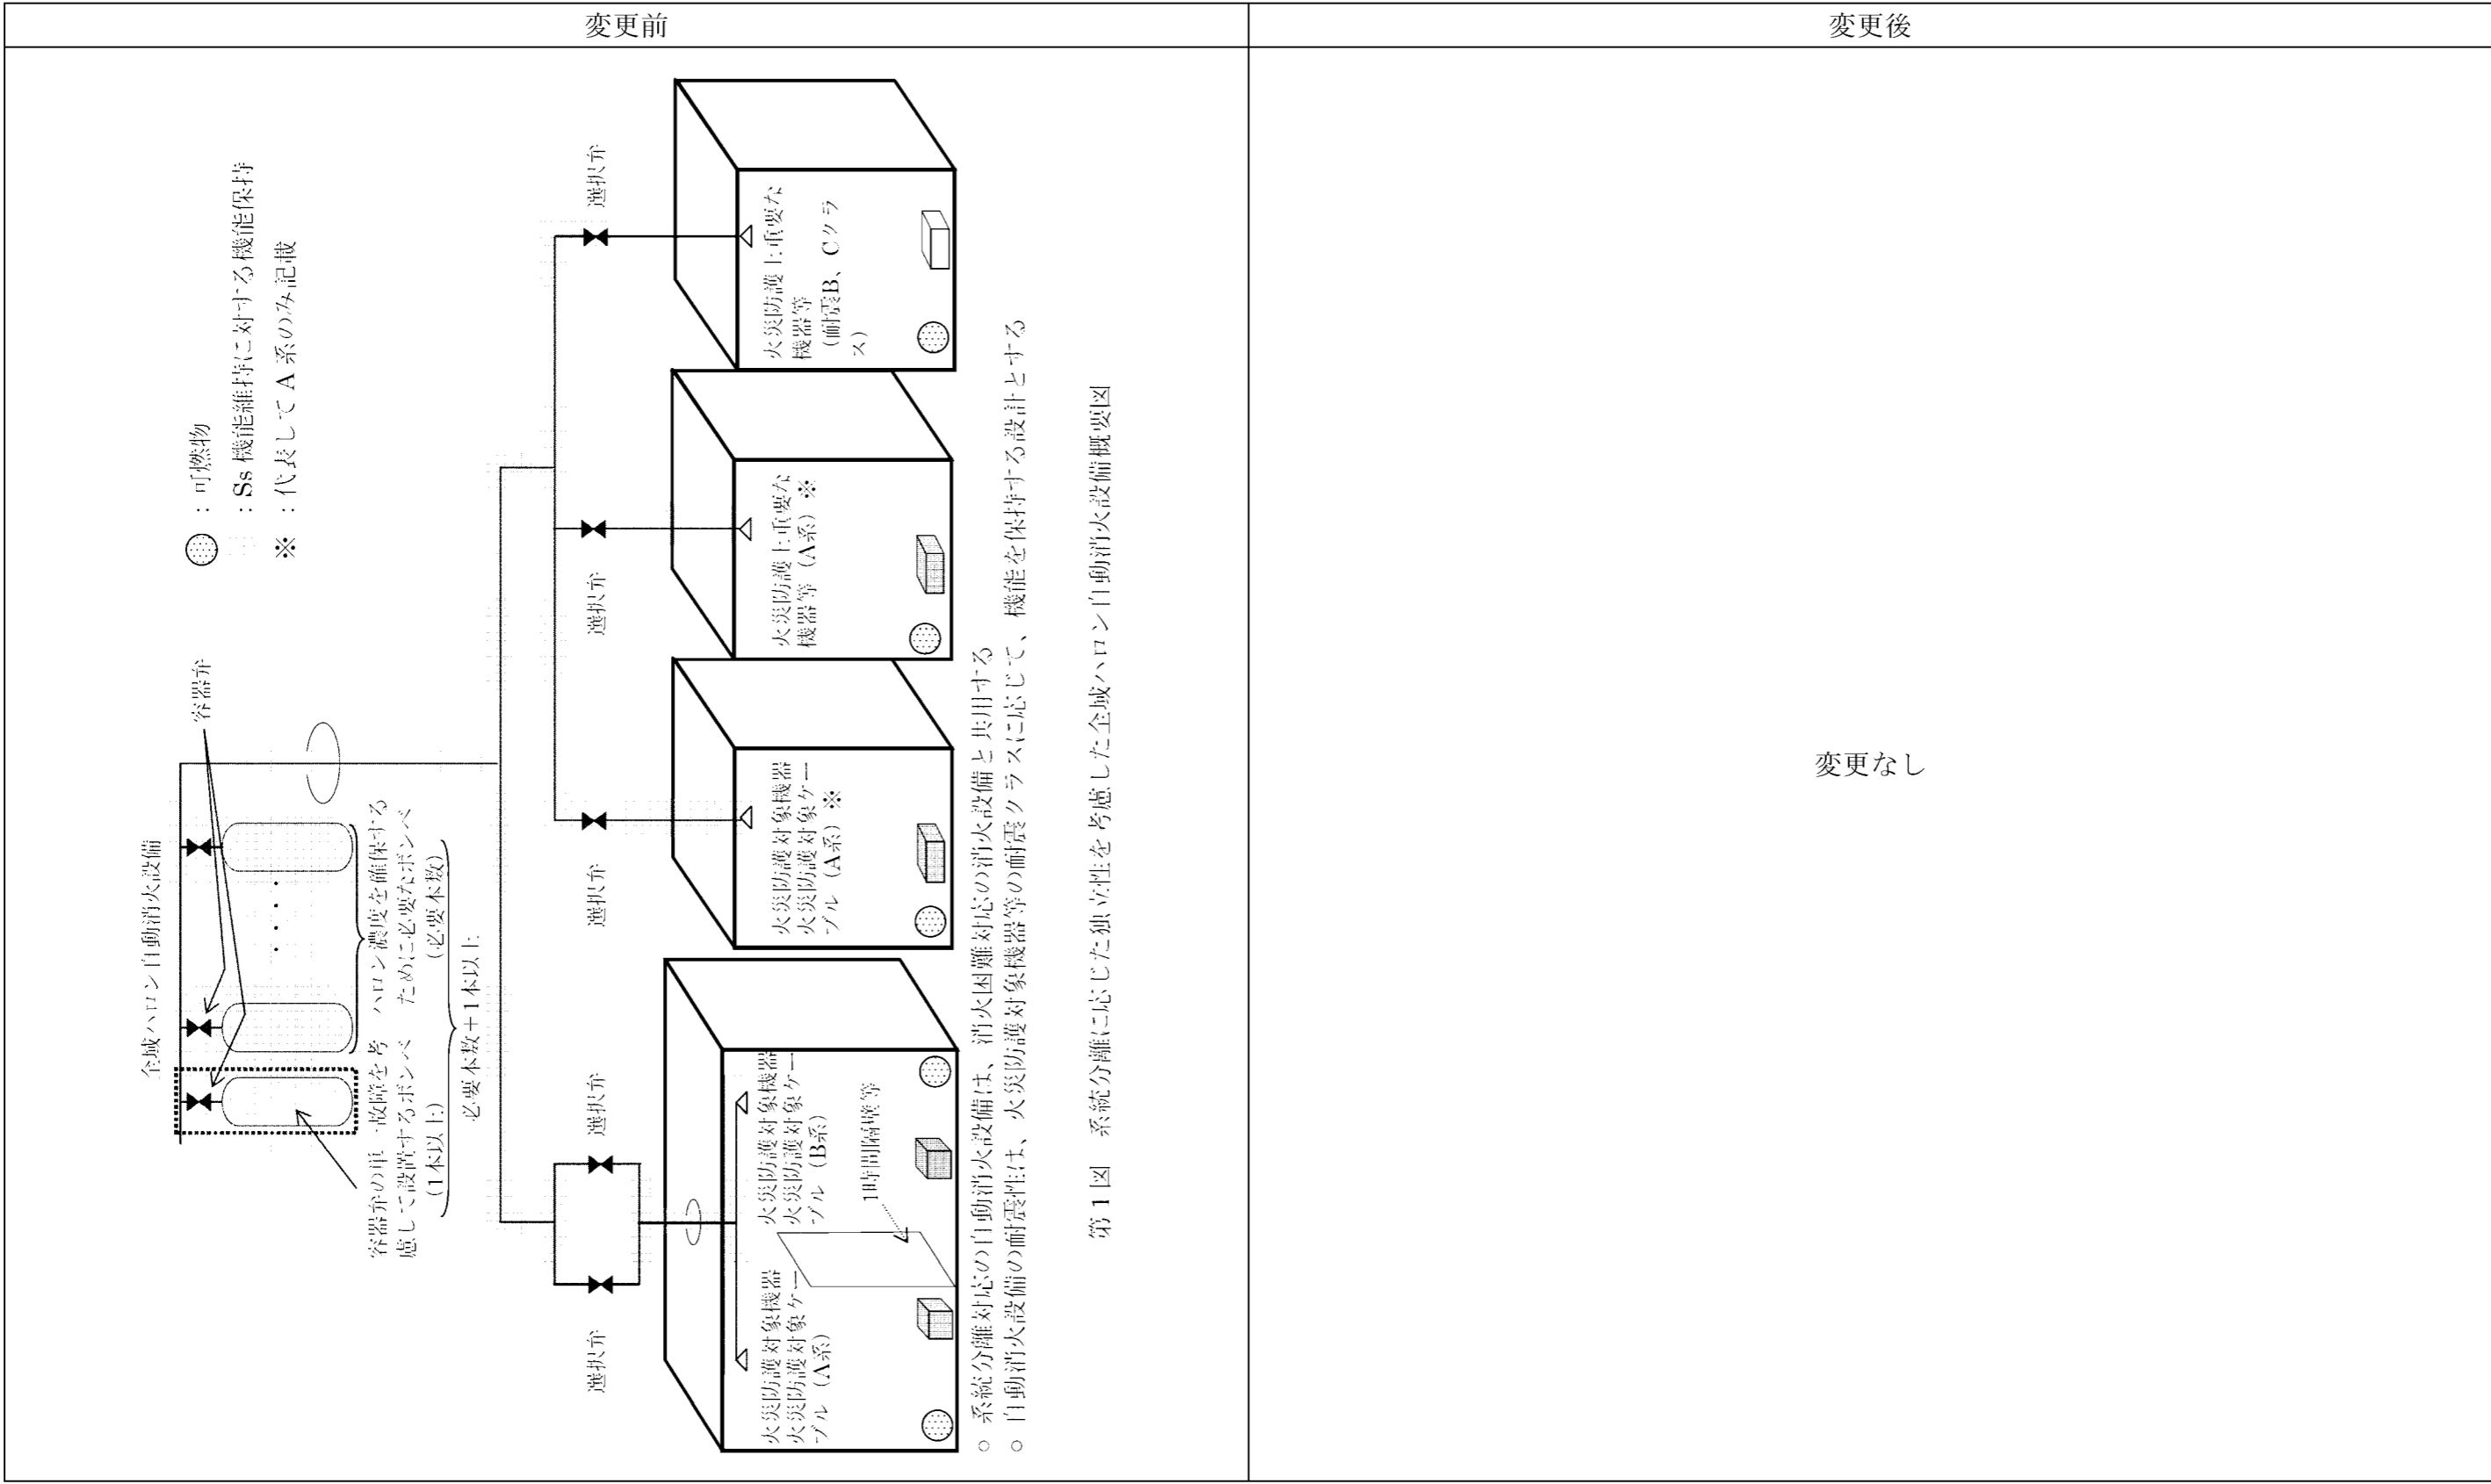 変更前
変更後
全域ハロン自動消火設備
容器弁
：可燃物
：Ss 機能維持に対する機能保持
※：代表して A 系のみ記載
容器弁の単一故障を考
慮して設置するボンベ
（1本以上）
ハロン濃度を確保する
ために必要なボンベ
（必要本数）
必要本数＋1本以上
選択弁
選択弁
選択弁
選択弁
選択弁
火災防護対象機器
火災防護対象ケー
ブル（A系）
火災防護対象機器
火災防護対象ケー
ブル（B系）
1時間隔壁等
火災防護対象機器
火災防護対象ケー
ブル（A系）※
火災防護上重要な
機器等（A系）※
火災防護上重要な
機器等
（耐震B、Cクラ
ス）
○ 系統分離対応の自動消火設備は、消火困難対応の消火設備と共用する
○ 自動消火設備の耐震性は、火災防護対象機器等の耐震クラスに応じて、機能を保持する設計とする
第1図 系統分離に応じた独立性を考慮した全域ハロン自動消火設備概要図
変更なし